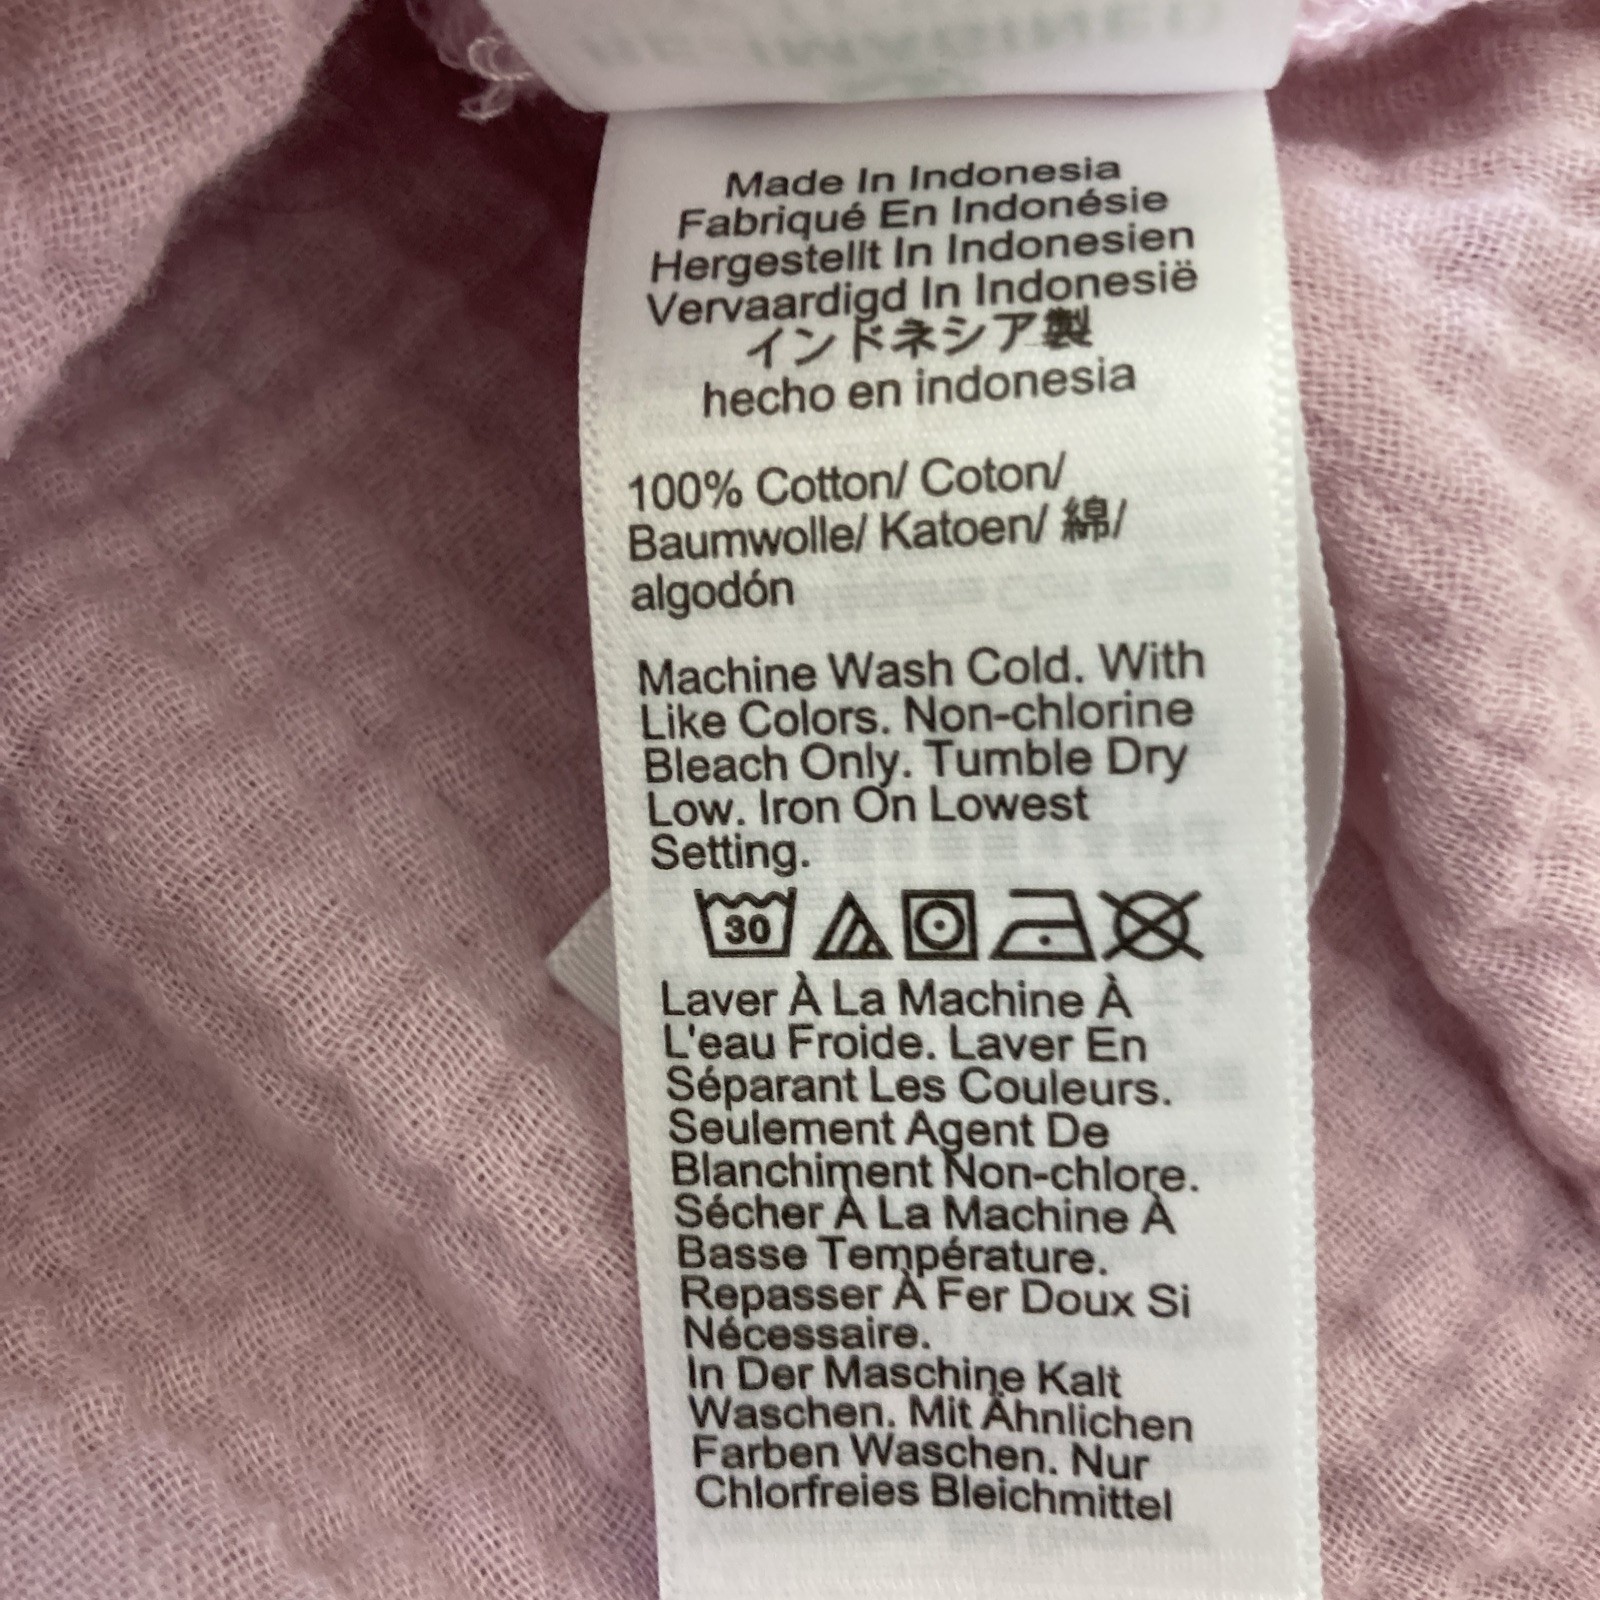 Made In Indonesia
Fabriqué En Indonésie
Hergestellt In Indonesien
Vervaardigd In Indonesië
インドネシア製
hecho en indonesia
100% Cotton/ Coton/
Baumwolle/ Katoen/ 綿/
algodón
Machine Wash Cold. With
Like Colors. Non-chlorine
Bleach Only. Tumble Dry
Low. Iron On Lowest
Setting.
30
Laver À La Machine À
L'eau Froide. Laver En
Séparant Les Couleurs.
Seulement Agent De
Blanchiment Non-chlore.
Sécher À La Machine À
Basse Température.
Repasser À Fer Doux Si
Nécessaire.
In Der Maschine Kalt
Waschen. Mit Ähnlichen
Farben Waschen. Nur
Chlorfreies Bleichmittel